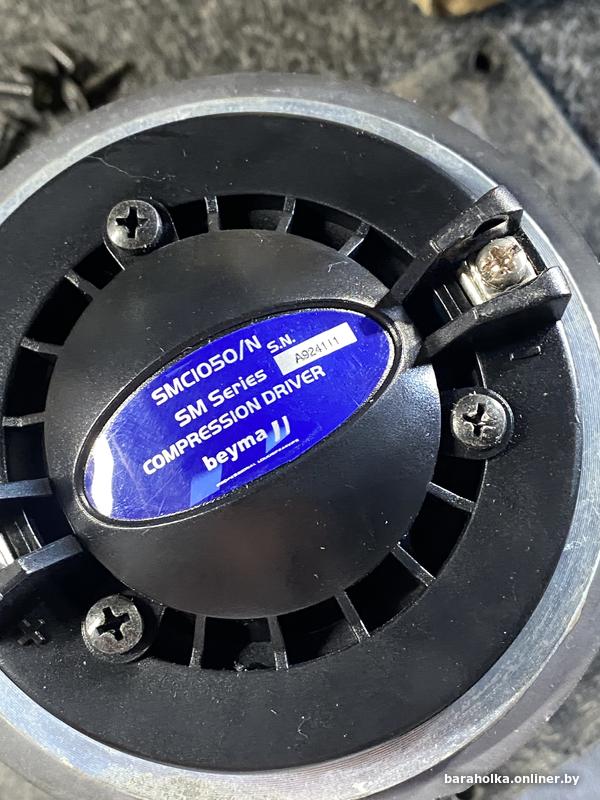 SMC1050/N S.N.
A924111
SM Series
COMPRESSION DRIVER
beyma
baraholka.onliner.by